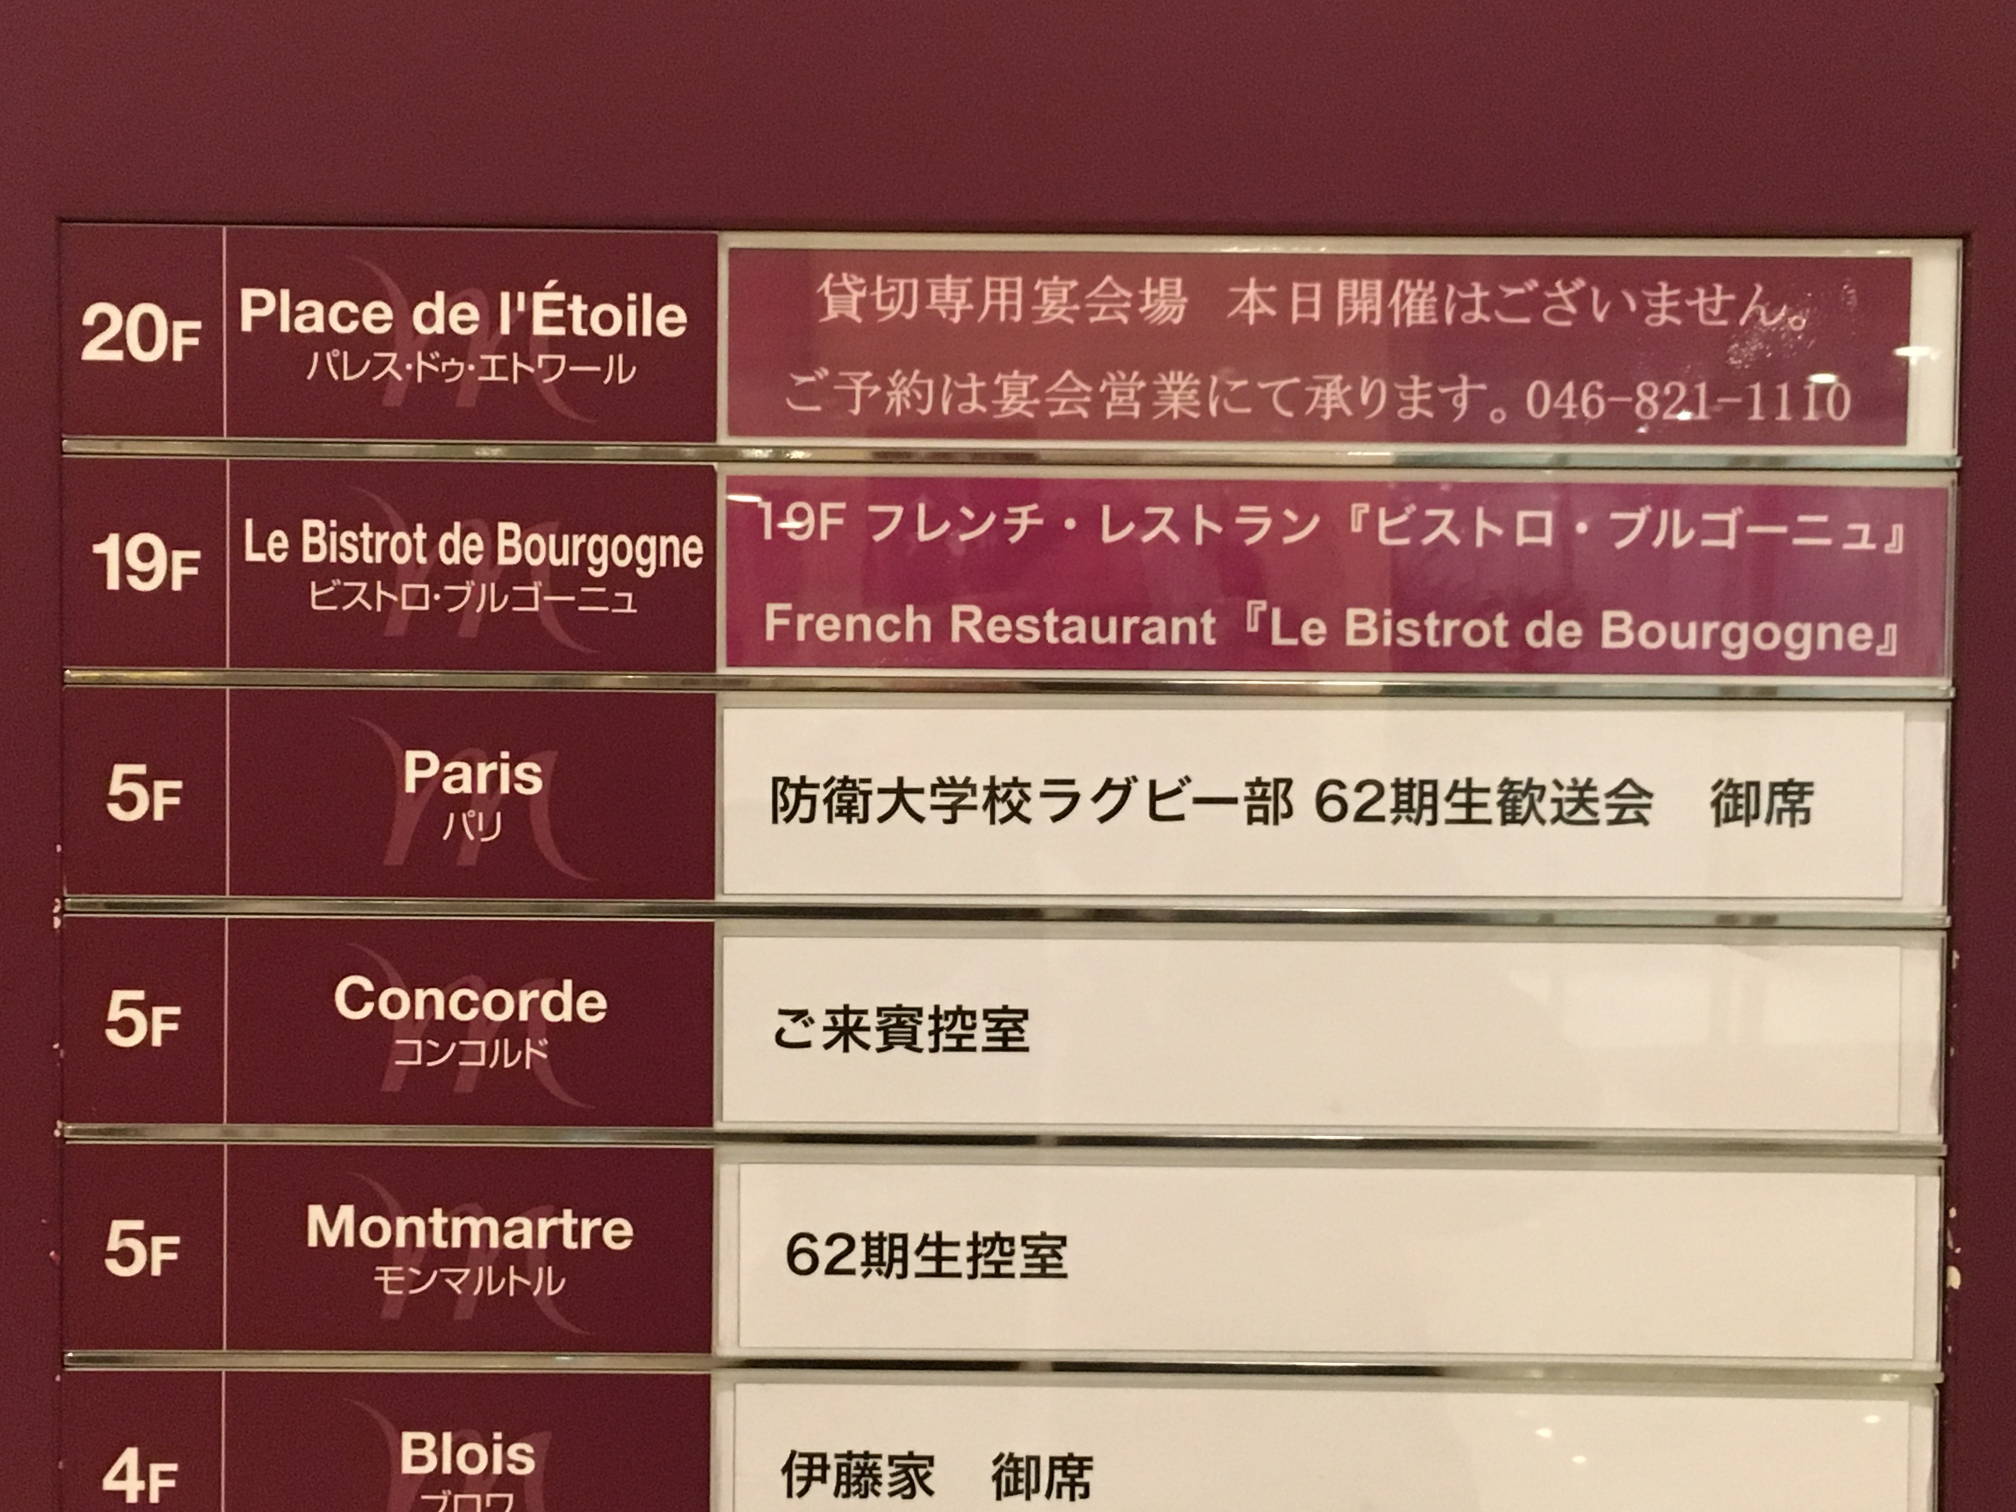 20F
Place de l'Étoile
パレス・ドゥ・エトワール
貸切専用宴会場 本日開催はございません。
ご予約は宴会営業にて承ります。046-821-1110
19F
Le Bistrot de Bourgogne
ビストロ・ブルゴーニュ
19F フレンチ・レストラン『ビストロ・ブルゴーニュ』
French Restaurant『Le Bistrot de Bourgogne』
5F
Paris
パリ
防衛大学校ラグビー部 62期生歓送会 御席
5F
Concorde
コンコルド
ご来賓控室
5F
Montmartre
モンマルトル
62期生控室
4F
Blois
ブロワ
伊藤家 御席